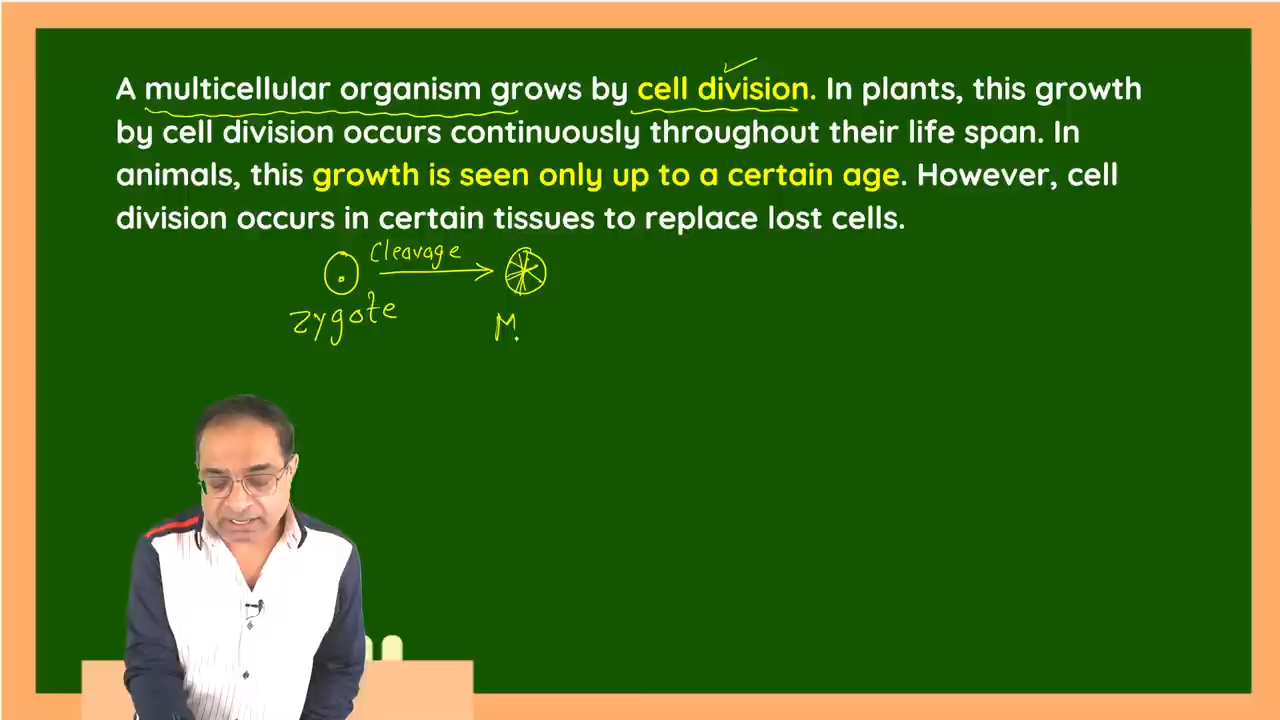 A multicellular organism grows by cell division. In plants, this growth
by cell division occurs continuously throughout their life span. In
animals, this growth is seen only up to a certain age. However, cell
division occurs in certain tissues to replace lost cells.
Cleavage
Zygote
M